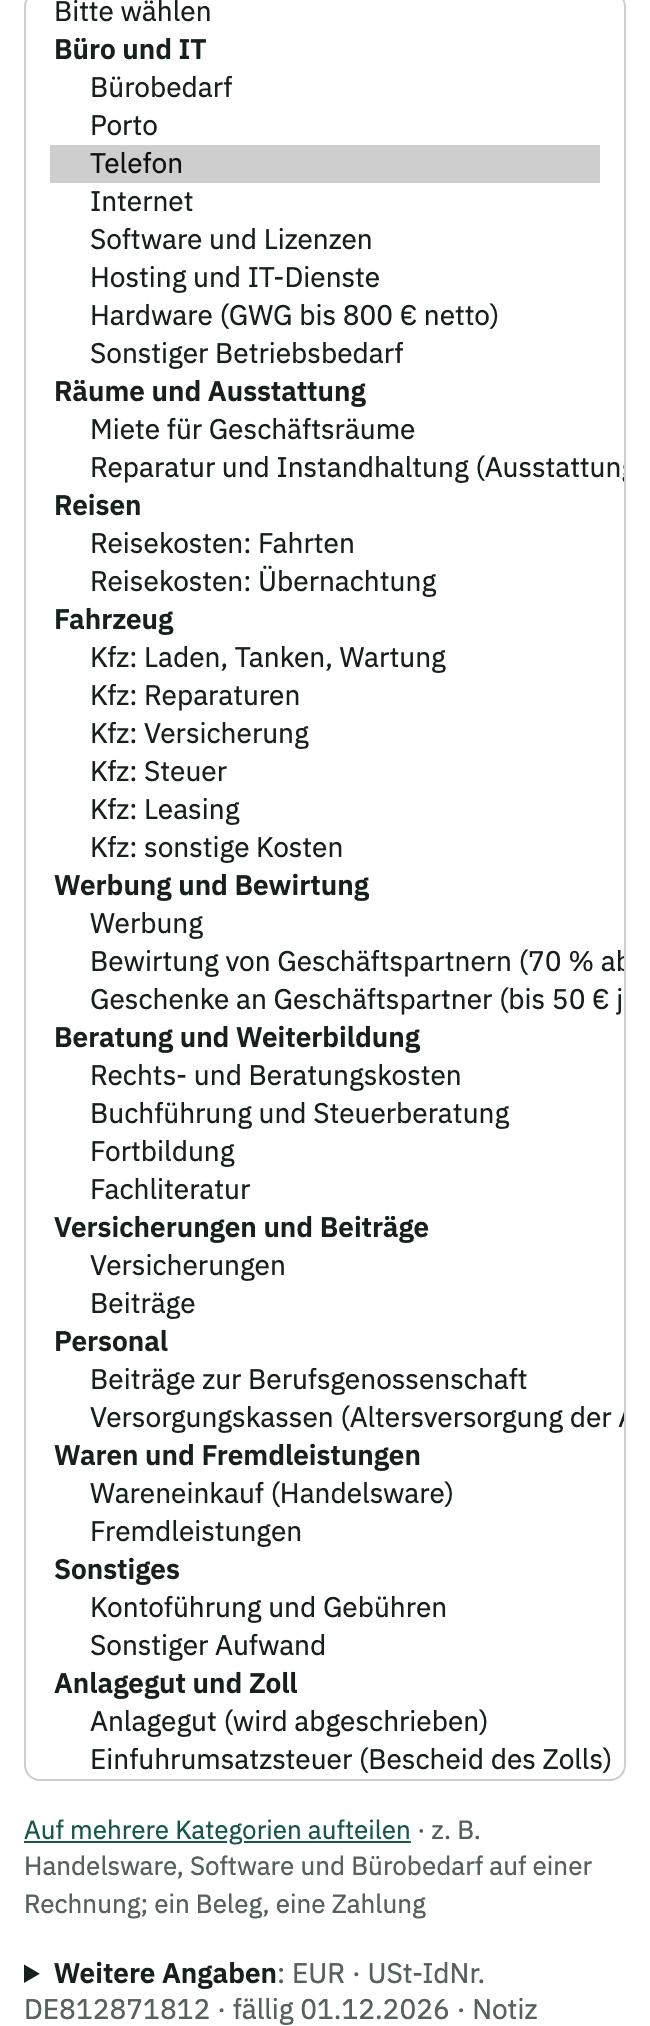 Bitte wählen
Büro und IT
Bürobedarf
Porto
Telefon
Internet
Software und Lizenzen
Hosting und IT-Dienste
Hardware (GWG bis 800 € netto)
Sonstiger Betriebsbedarf
Räume und Ausstattung
Miete für Geschäftsräume
Reparatur und Instandhaltung (Ausstattung
Reisen
Reisekosten: Fahrten
Reisekosten: Übernachtung
Fahrzeug
Kfz: Laden, Tanken, Wartung
Kfz: Reparaturen
Kfz: Versicherung
Kfz: Steuer
Kfz: Leasing
Kfz: sonstige Kosten
Werbung und Bewirtung
Werbung
Bewirtung von Geschäftspartnern (70 % ab
Geschenke an Geschäftspartner (bis 50 € j
Beratung und Weiterbildung
Rechts- und Beratungskosten
Buchführung und Steuerberatung
Fortbildung
Fachliteratur
Versicherungen und Beiträge
Versicherungen
Beiträge
Personal
Beiträge zur Berufsgenossenschaft
Versorgungskassen (Altersversorgung der
Waren und Fremdleistungen
Wareneinkauf (Handelsware)
Fremdleistungen
Sonstiges
Kontoführung und Gebühren
Sonstiger Aufwand
Anlagegut und Zoll
Anlagegut (wird abgeschrieben)
Einfuhrumsatzsteuer (Bescheid des Zolls)
Auf mehrere Kategorien aufteilen · z. B.
Handelsware, Software und Bürobedarf auf einer
Rechnung; ein Beleg, eine Zahlung
Weitere Angaben: EUR · USt-IdNr.
DE812871812 · fällig 01.12.2026 · Notiz